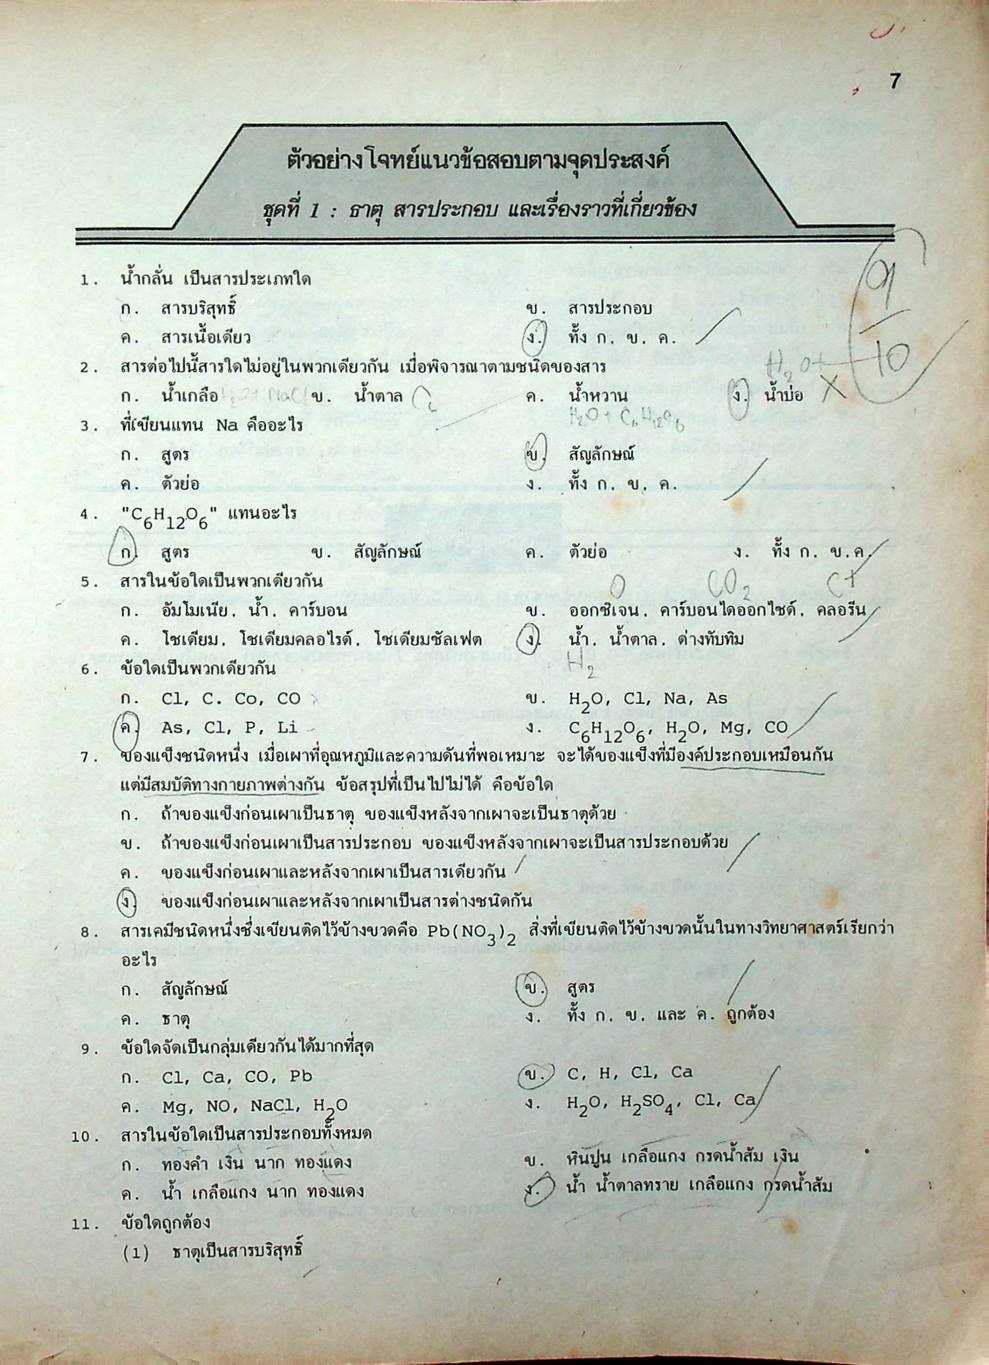 7
ตัวอย่างโจทย์แนวข้อสอบตามจุดประสงค์
ชุดที่ 1 : ธาตุ สารประกอบ และเรื่องราวที่เกี่ยวข้อง
1. น้ำกลั่น เป็นสารประเภทใด
ก. สารบริสุทธิ์ ข. สารประกอบ
ค. สารเนื้อเดียว ง. ทั้ง ก. ข. ค.
9/10
2. สารต่อไปนี้สารใดไม่อยู่ในพวกเดียวกัน เมื่อพิจารณาตามชนิดของสาร
H2O+
ก. น้ำเกลือ ข. น้ำตาล ค. น้ำหวาน ง. น้ำบ่อ X
H2O + C6H12O6
3. ที่เขียนแทน Na คืออะไร
ก. สูตร ข. สัญลักษณ์
ค. ตัวย่อ ง. ทั้ง ก. ข. ค.
4. "C6H12O6" แทนอะไร
ก. สูตร ข. สัญลักษณ์ ค. ตัวย่อ ง. ทั้ง ก. ข.ค.
5. สารในข้อใดเป็นพวกเดียวกัน
O CO2
ก. อัมโมเนีย, น้ำ, คาร์บอน ข. ออกซิเจน, คาร์บอนไดออกไซด์, คลอรีน
ค. โซเดียม, โซเดียมคลอไรด์, โซเดียมซัลเฟต ง. น้ำ, น้ำตาล, ด่างทับทิม
H2
6. ข้อใดเป็นพวกเดียวกัน
ก. Cl, C. Co, CO ข. H2O, Cl, Na, As
ค. As, Cl, P, Li ง. C6H12O6, H2O, Mg, CO
7. ของแข็งชนิดหนึ่ง เมื่อเผาที่อุณหภูมิและความดันที่พอเหมาะ จะได้ของแข็งที่มีองค์ประกอบเหมือนกัน
แต่มีสมบัติทางกายภาพต่างกัน ข้อสรุปที่เป็นไปไม่ได้ คือข้อใด
ก. ถ้าของแข็งก่อนเผาเป็นธาตุ ของแข็งหลังจากเผาจะเป็นธาตุด้วย
ข. ถ้าของแข็งก่อนเผาเป็นสารประกอบ ของแข็งหลังจากเผาจะเป็นสารประกอบด้วย
ค. ของแข็งก่อนเผาและหลังจากเผาเป็นสารเดียวกัน
ง. ของแข็งก่อนเผาและหลังจากเผาเป็นสารต่างชนิดกัน
8. สารเคมีชนิดหนึ่งซึ่งเขียนติดไว้ข้างขวดคือ Pb(NO3)2 สิ่งที่เขียนติดไว้ข้างขวดนั้นในทางวิทยาศาสตร์เรียกว่า
อะไร
ก. สัญลักษณ์ ข. สูตร
ค. ธาตุ ง. ทั้ง ก. ข. และ ค. ถูกต้อง
9. ข้อใดจัดเป็นกลุ่มเดียวกันได้มากที่สุด
ก. Cl, Ca, CO, Pb ข. C, H, Cl, Ca
ค. Mg, NO, NaCl, H2O ง. H2O, H2SO4, Cl, Ca
10. สารในข้อใดเป็นสารประกอบทั้งหมด
ก. ทองคำ เงิน นาก ทองแดง ข. หินปูน เกลือแกง กรดน้ำส้ม เงิน
ค. น้ำ เกลือแกง นาก ทองแดง ง. น้ำ น้ำตาลทราย เกลือแกง กรดน้ำส้ม
11. ข้อใดถูกต้อง
(1) ธาตุเป็นสารบริสุทธิ์